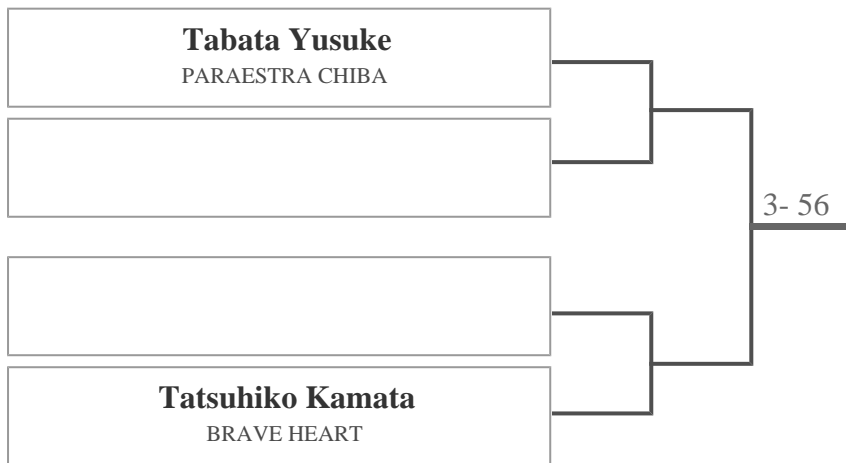 Tabata Yusuke
PARAESTRA CHIBA
3- 56
Tatsuhiko Kamata
BRAVE HEART